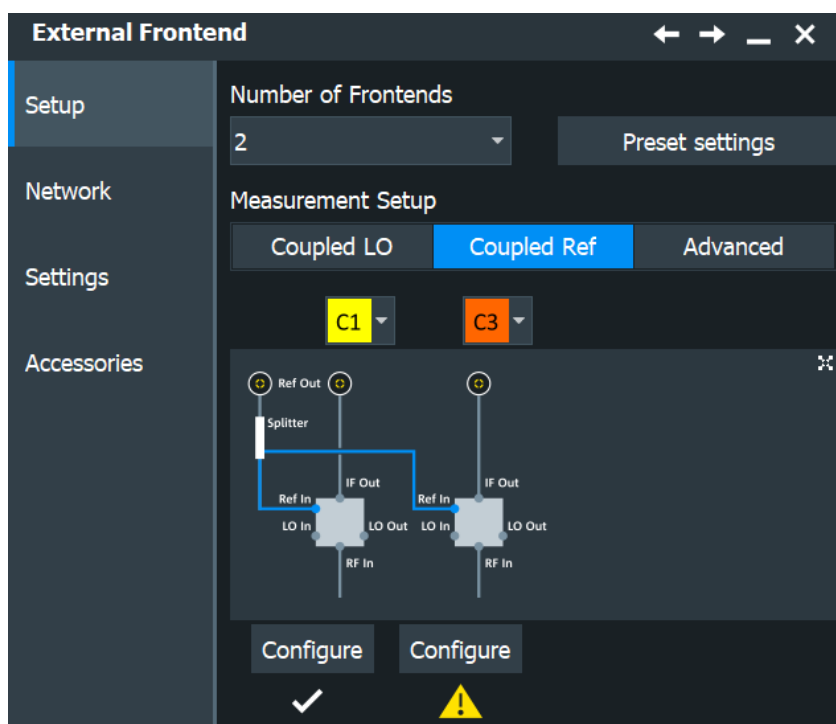 External Frontend
Setup
Network
Settings
Accessories
Number of Frontends
2
Preset settings
Measurement Setup
Coupled LO
Coupled Ref
Advanced
C1
C3
Ref Out
Splitter
IF Out
IF Out
Ref In
Ref In
LO In
LO Out
LO In
LO Out
RF In
RF In
Configure
Configure